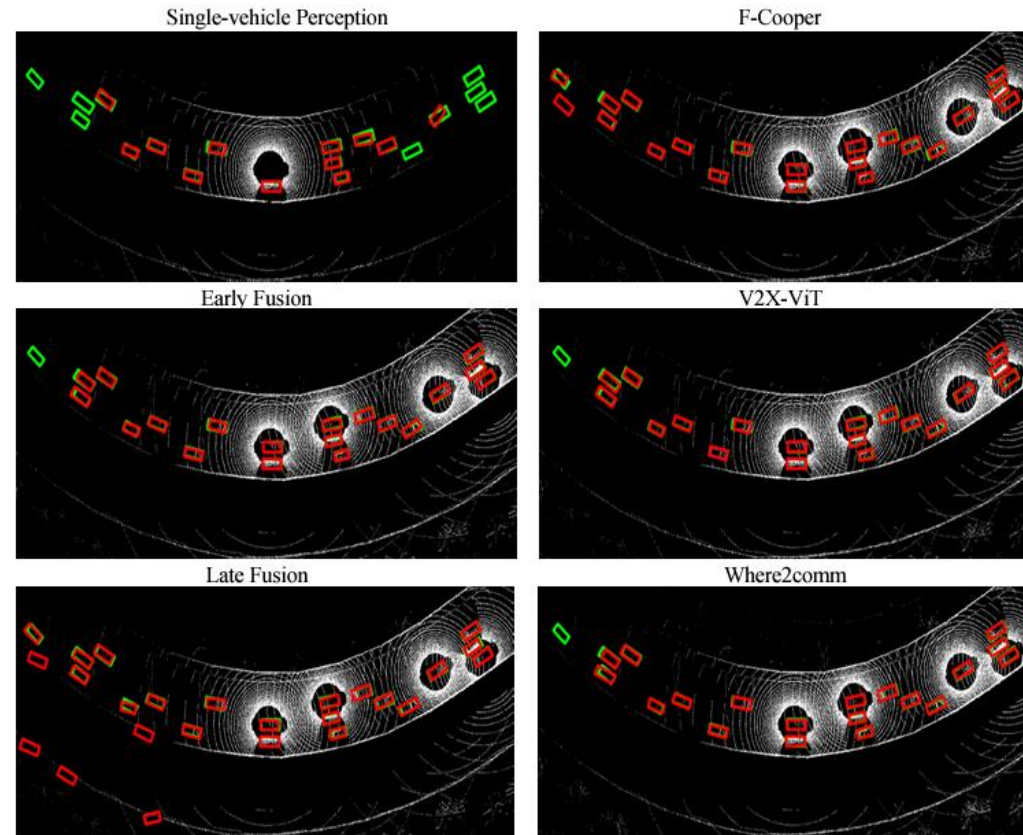 Single-vehicle Perception
F-Cooper
Early Fusion
V2X-ViT
Late Fusion
Where2comm